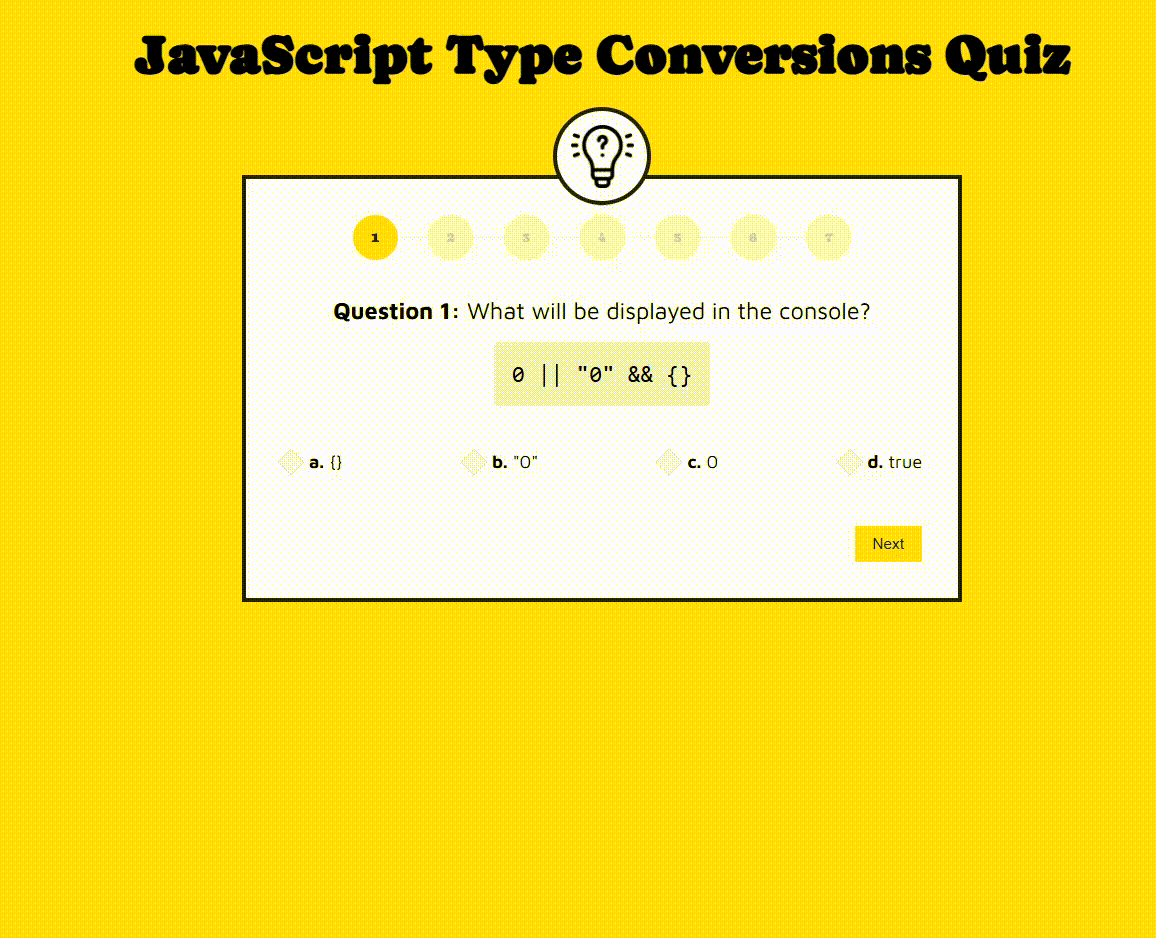 JavaScript Type Conversions Quiz
?
1 2 3 4 5 6 7
Question 1: What will be displayed in the console?
0 || "0" && {}
a. {} b. "0" c. 0 d. true
Next